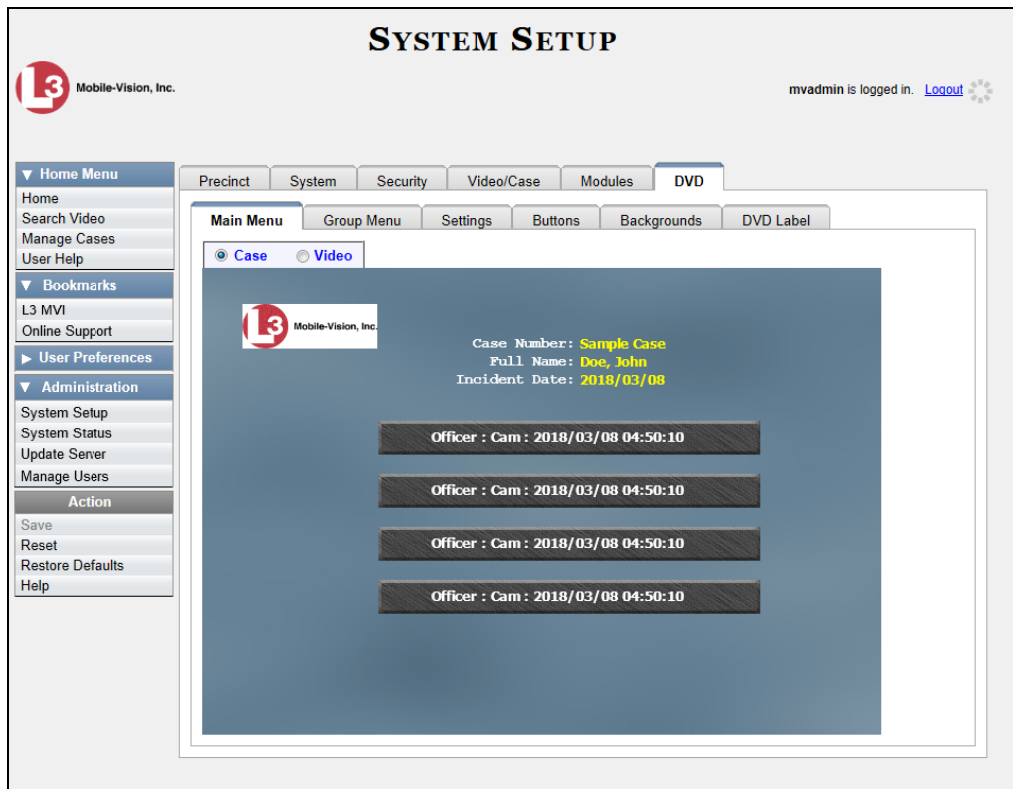 SYSTEM SETUP
L3 Mobile-Vision, Inc.
mvadmin is logged in. Logout
▼ Home Menu
Home
Search Video
Manage Cases
User Help
▼ Bookmarks
L3 MVI
Online Support
▶ User Preferences
▼ Administration
System Setup
System Status
Update Server
Manage Users
Action
Save
Reset
Restore Defaults
Help
Precinct System Security Video/Case Modules DVD
Main Menu Group Menu Settings Buttons Backgrounds DVD Label
Case Video
L3 Mobile-Vision, Inc.
Case Number: Sample Case
Full Name: Doe, John
Incident Date: 2018/03/08
Officer : Cam : 2018/03/08 04:50:10
Officer : Cam : 2018/03/08 04:50:10
Officer : Cam : 2018/03/08 04:50:10
Officer : Cam : 2018/03/08 04:50:10